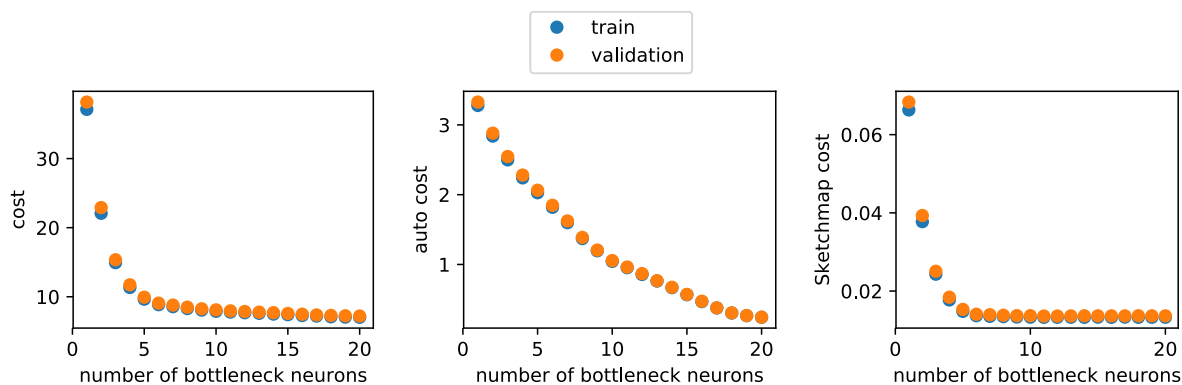 train
validation
cost
30
20
10
0 5 10 15 20
number of bottleneck neurons
auto cost
3
2
1
0 5 10 15 20
number of bottleneck neurons
Sketchmap cost
0.06
0.04
0.02
0 10 20
number of bottleneck neurons